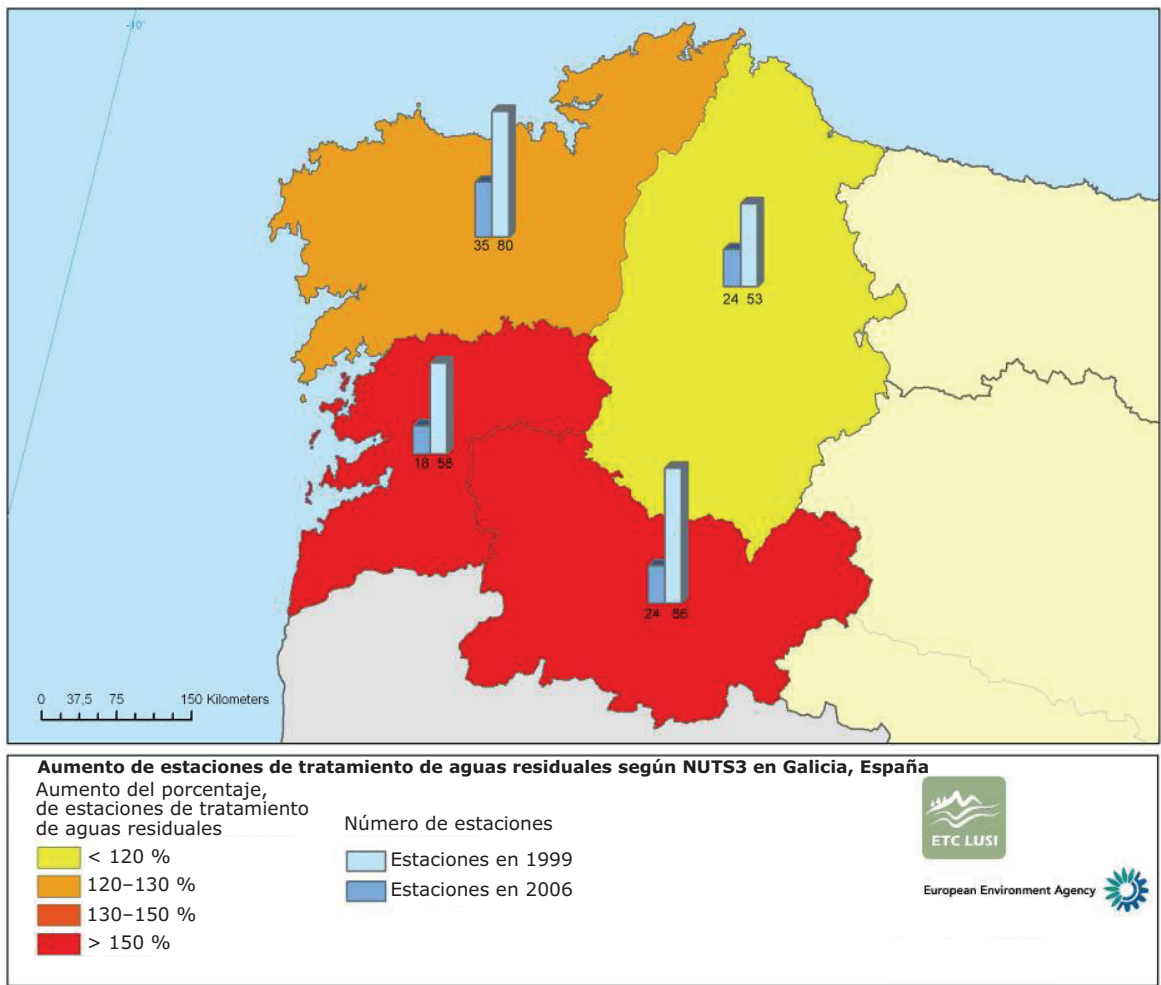 -10°
35 80
24 53
18 58
24 86
0 37,5 75 150 Kilometers
Aumento de estaciones de tratamiento de aguas residuales según NUTS3 en Galicia, España
Aumento del porcentaje,
de estaciones de tratamiento
de aguas residuales
< 120 %
120–130 %
130–150 %
> 150 %
Número de estaciones
Estaciones en 1999
Estaciones en 2006
ETC LUSI
European Environment Agency